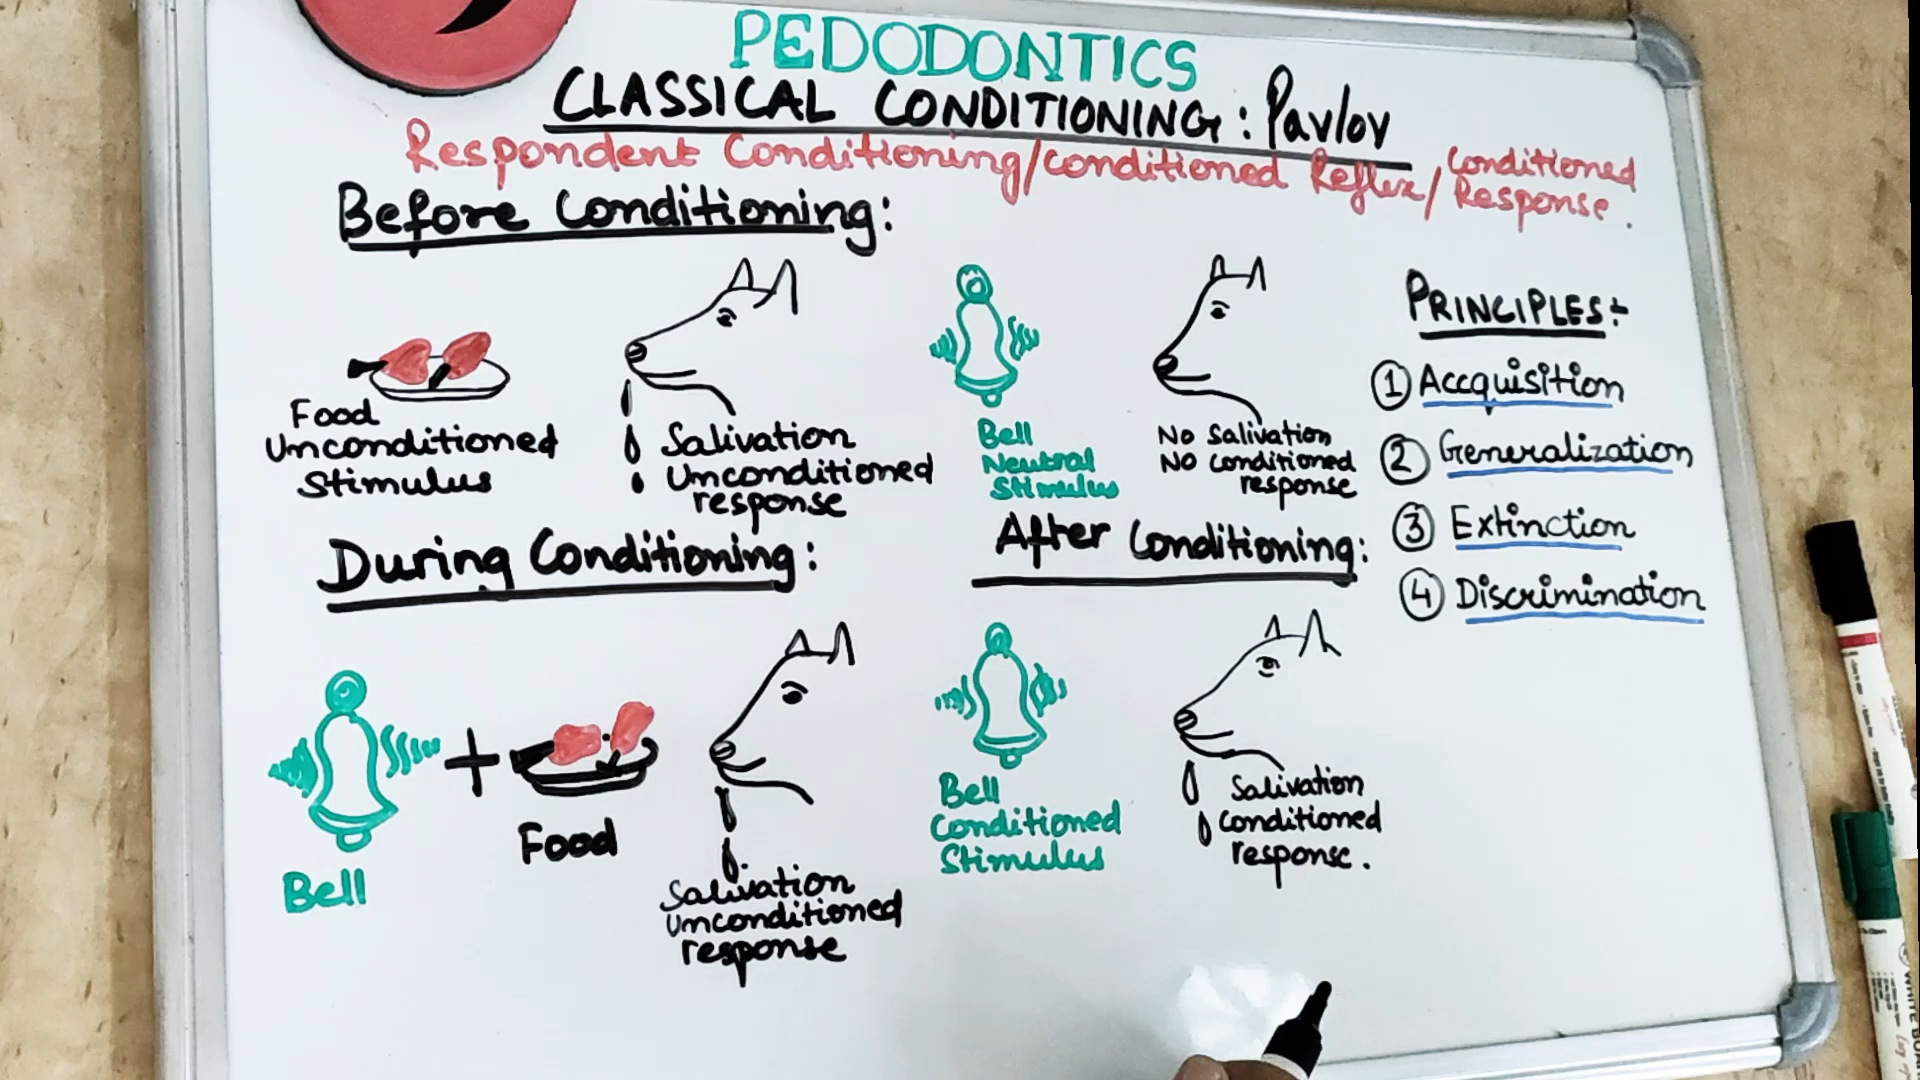 PEDODONTICS
CLASSICAL CONDITIONING: Pavlov
Respondent Conditioning/conditioned Reflex/ Conditioned Response.
Before Conditioning:
Food
Unconditioned
Stimulus
Salivation
Unconditioned
response
Bell
Neutral
Stimulus
No Salivation
No conditioned
response
During Conditioning:
Bell
+
Food
Salivation
Unconditioned
response
After Conditioning:
Bell
Conditioned
Stimulus
Salivation
Conditioned
response.
PRINCIPLES:-
1 Accquisition
2 Generalization
3 Extinction
4 Discrimination